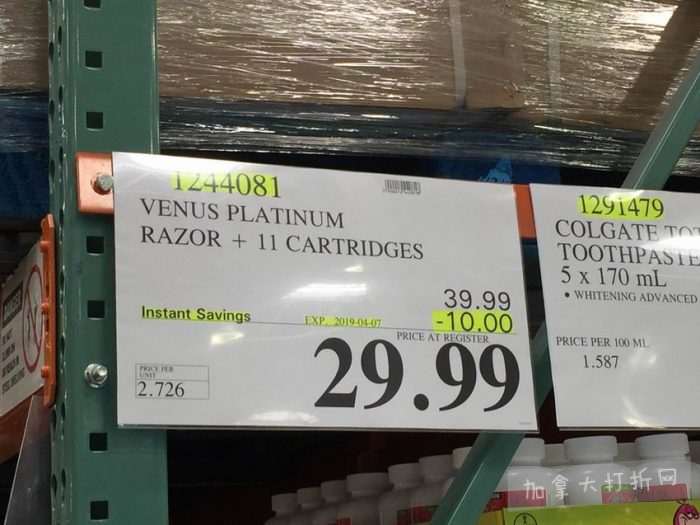 1244081
VENUS PLATINUM
RAZOR + 11 CARTRIDGES
39.99
Instant Savings
EXP. 2019-04-07
-10.00
PRICE AT REGISTER
29.99
PRICE PER
UNIT
2.726
1291479
COLGATE
TOOTHPASTE
5 x 170 mL
• WHITENING ADVANCED
PRICE PER 100 ML
1.587
加拿大打折网